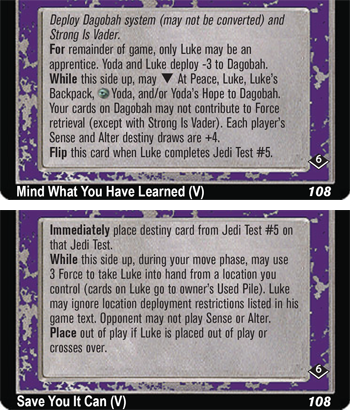 Deploy Dagobah system (may not be converted) and
Strong Is Vader.
For remainder of game, only Luke may be an
apprentice. Yoda and Luke deploy -3 to Dagobah.
While this side up, may ▼ At Peace, Luke, Luke's
Backpack, Yoda, and/or Yoda's Hope to Dagobah.
Your cards on Dagobah may not contribute to Force
retrieval (except with Strong Is Vader). Each player's
Sense and Alter destiny draws are +4.
Flip this card when Luke completes Jedi Test #5.
6
Mind What You Have Learned (V) 108
Immediately place destiny card from Jedi Test #5 on
that Jedi Test.
While this side up, during your move phase, may use
3 Force to take Luke into hand from a location you
control (cards on Luke go to owner's Used Pile). Luke
may ignore location deployment restrictions listed in his
game text. Opponent may not play Sense or Alter.
Place out of play if Luke is placed out of play or
crosses over.
6
Save You It Can (V) 108